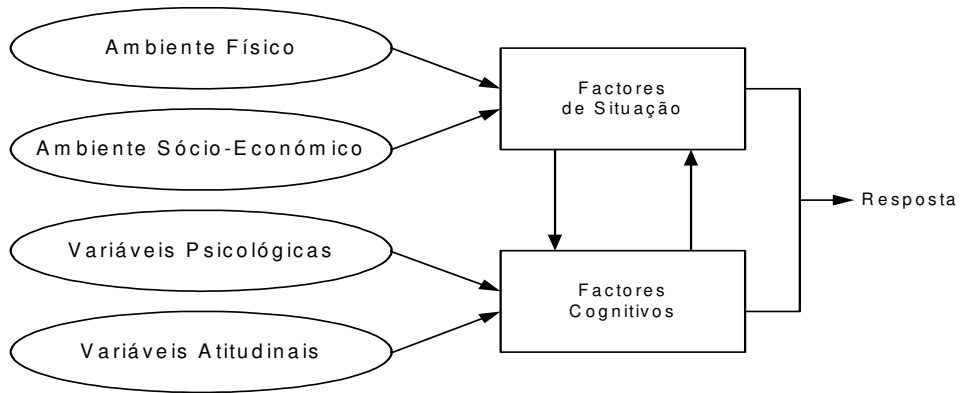 Ambiente Físico
Ambiente Sócio-Económico
Variáveis Psicológicas
Variáveis Atitudinais
Factores
de Situação
Factores
Cognitivos
Resposta